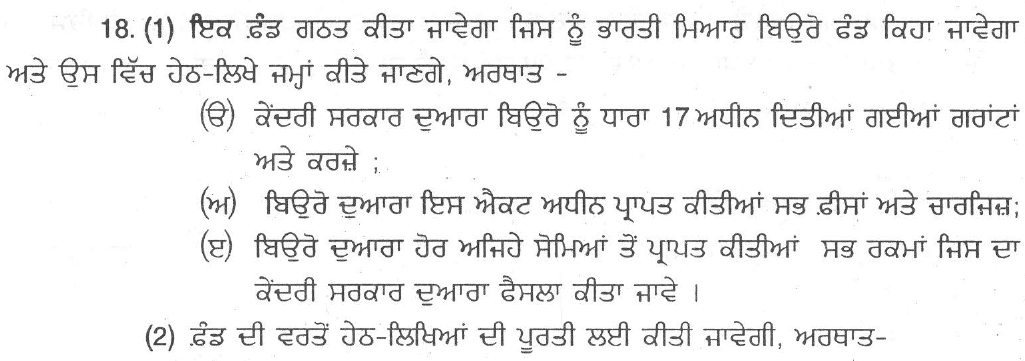 18. (1) ਇਕ ਫ਼ੰਡ ਗਠਤ ਕੀਤਾ ਜਾਵੇਗਾ ਜਿਸ ਨੂੰ ਭਾਰਤੀ ਮਿਆਰ ਬਿਊਰੋ ਫੰਡ ਕਿਹਾ ਜਾਵੇਗਾ
ਅਤੇ ਉਸ ਵਿੱਚ ਹੇਠ-ਲਿਖੇ ਜਮ੍ਹਾਂ ਕੀਤੇ ਜਾਣਗੇ, ਅਰਥਾਤ -
(ੳ) ਕੇਂਦਰੀ ਸਰਕਾਰ ਦੁਆਰਾ ਬਿਊਰੋ ਨੂੰ ਧਾਰਾ 17 ਅਧੀਨ ਦਿਤੀਆਂ ਗਈਆਂ ਗਰਾਂਟਾਂ
ਅਤੇ ਕਰਜ਼ੇ ;
(ਅ) ਬਿਊਰੋ ਦੁਆਰਾ ਇਸ ਐਕਟ ਅਧੀਨ ਪ੍ਰਾਪਤ ਕੀਤੀਆਂ ਸਭ ਫ਼ੀਸਾਂ ਅਤੇ ਚਾਰਜਿਜ਼;
(ੲ) ਬਿਊਰੋ ਦੁਆਰਾ ਹੋਰ ਅਜਿਹੇ ਸੋਮਿਆਂ ਤੋਂ ਪ੍ਰਾਪਤ ਕੀਤੀਆਂ ਸਭ ਰਕਮਾਂ ਜਿਸ ਦਾ
ਕੇਂਦਰੀ ਸਰਕਾਰ ਦੁਆਰਾ ਫੈਸਲਾ ਕੀਤਾ ਜਾਵੇ ।
(2) ਫ਼ੰਡ ਦੀ ਵਰਤੋਂ ਹੇਠ-ਲਿਖਿਆਂ ਦੀ ਪੂਰਤੀ ਲਈ ਕੀਤੀ ਜਾਵੇਗੀ, ਅਰਥਾਤ-